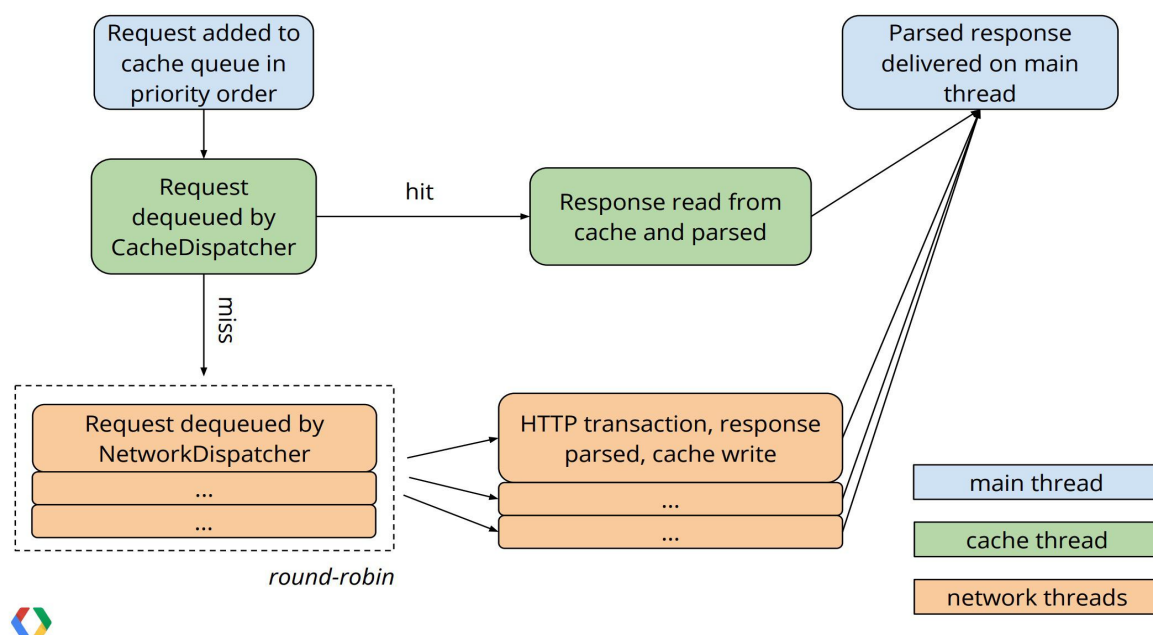 Request added to
cache queue in
priority order
Parsed response
delivered on main
thread
Request
dequeued by
CacheDispatcher
hit
Response read from
cache and parsed
miss
Request dequeued by
NetworkDispatcher
...
...
HTTP transaction, response
parsed, cache write
...
...
round-robin
main thread
cache thread
network threads